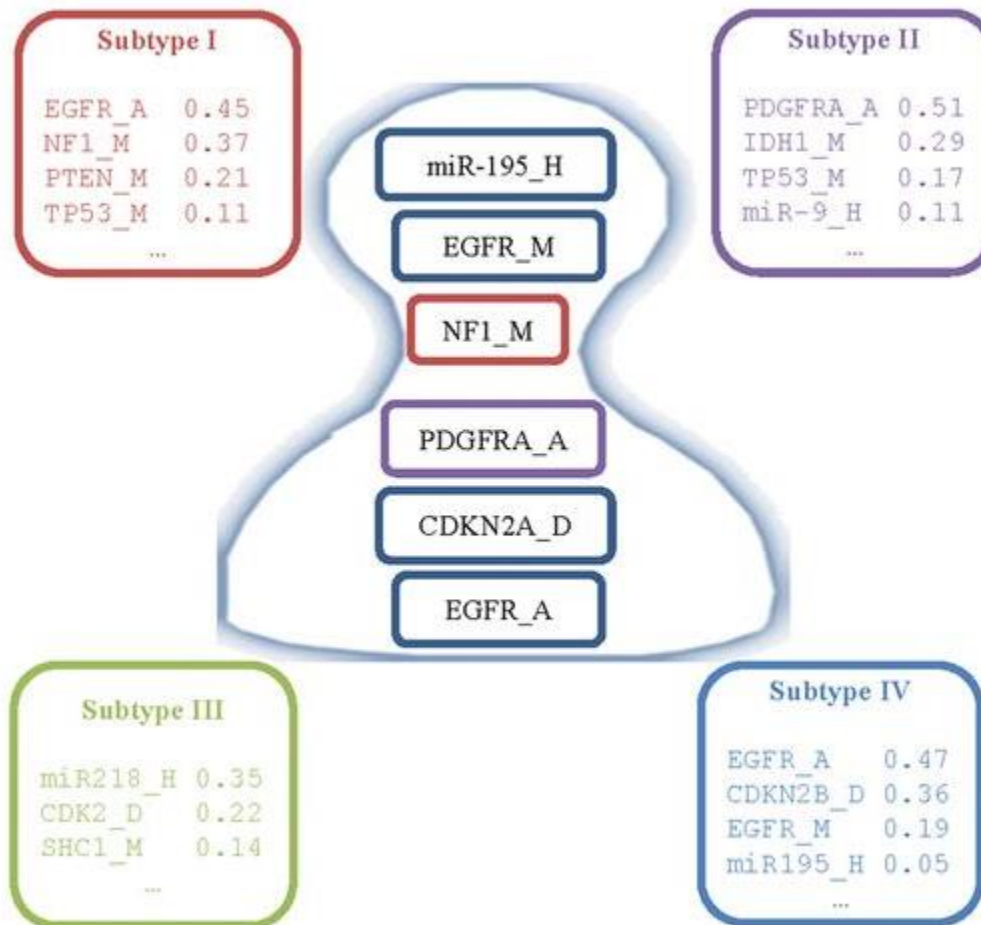 Subtype I
EGFR_A 0.45
NF1_M 0.37
PTEN_M 0.21
TP53_M 0.11
...
Subtype II
PDGFRA_A 0.51
IDH1_M 0.29
TP53_M 0.17
miR-9_H 0.11
...
miR-195_H
EGFR_M
NF1_M
PDGFRA_A
CDKN2A_D
EGFR_A
Subtype III
miR218_H 0.35
CDK2_D 0.22
SHC1_M 0.14
...
Subtype IV
EGFR_A 0.47
CDKN2B_D 0.36
EGFR_M 0.19
miR195_H 0.05
...